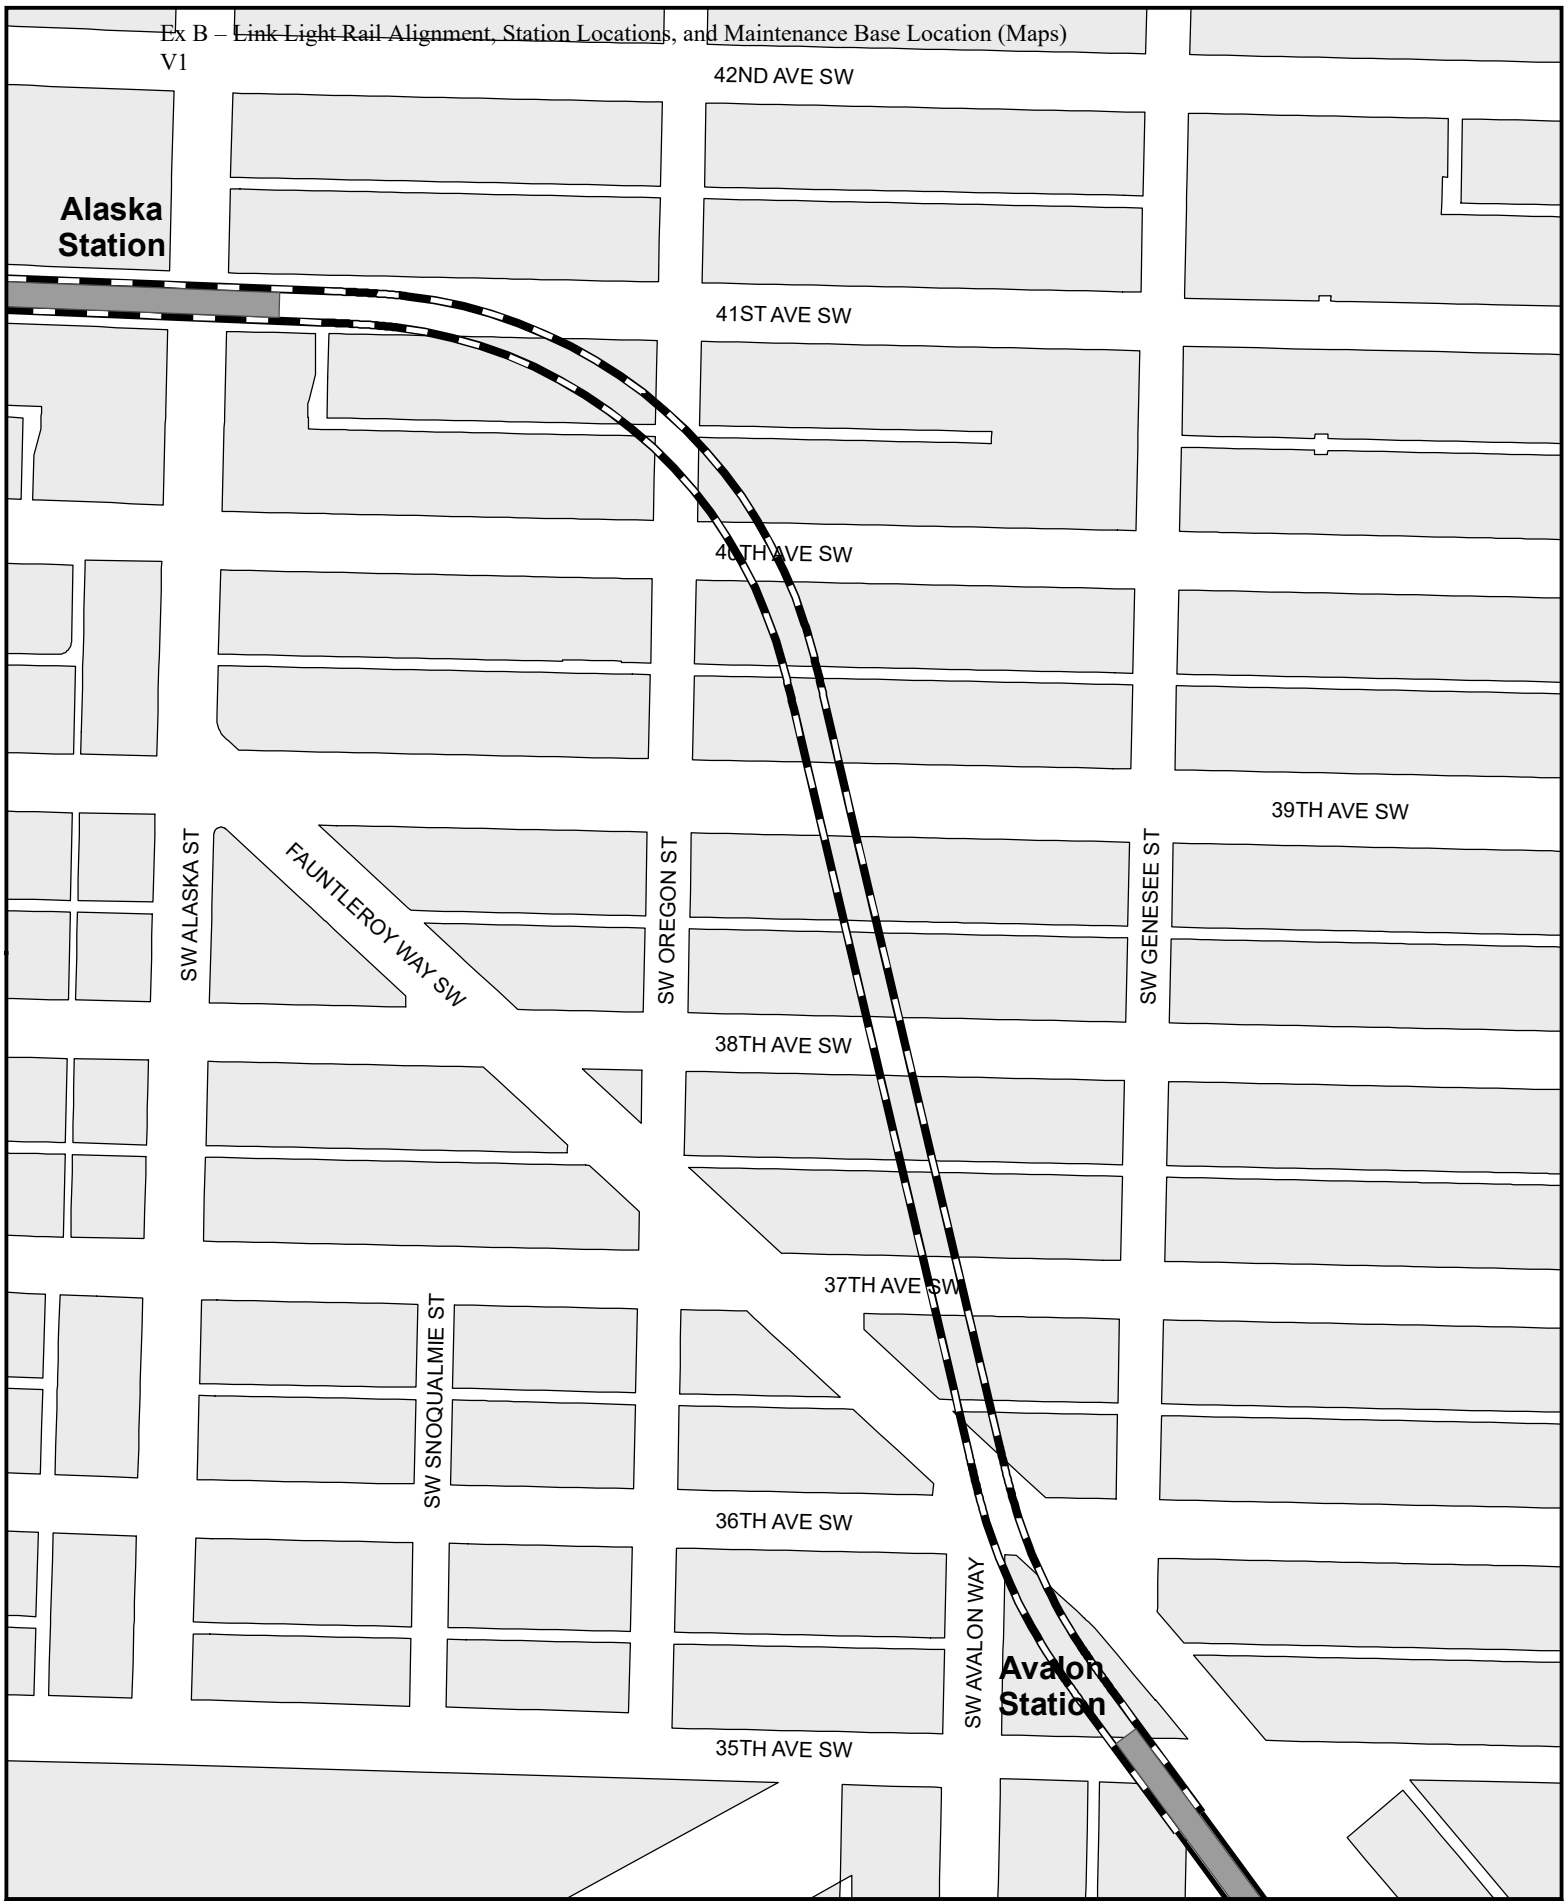 Ex B – Link Light Rail Alignment, Station Locations, and Maintenance Base Location (Maps)
V1
42ND AVE SW
Alaska
Station
41ST AVE SW
40TH AVE SW
39TH AVE SW
SW ALASKA ST
FAUNTLEROY WAY SW
SW OREGON ST
SW GENESEE ST
38TH AVE SW
37TH AVE SW
SW SNOQUALMIE ST
36TH AVE SW
SW AVALON WAY
Avalon
Station
35TH AVE SW